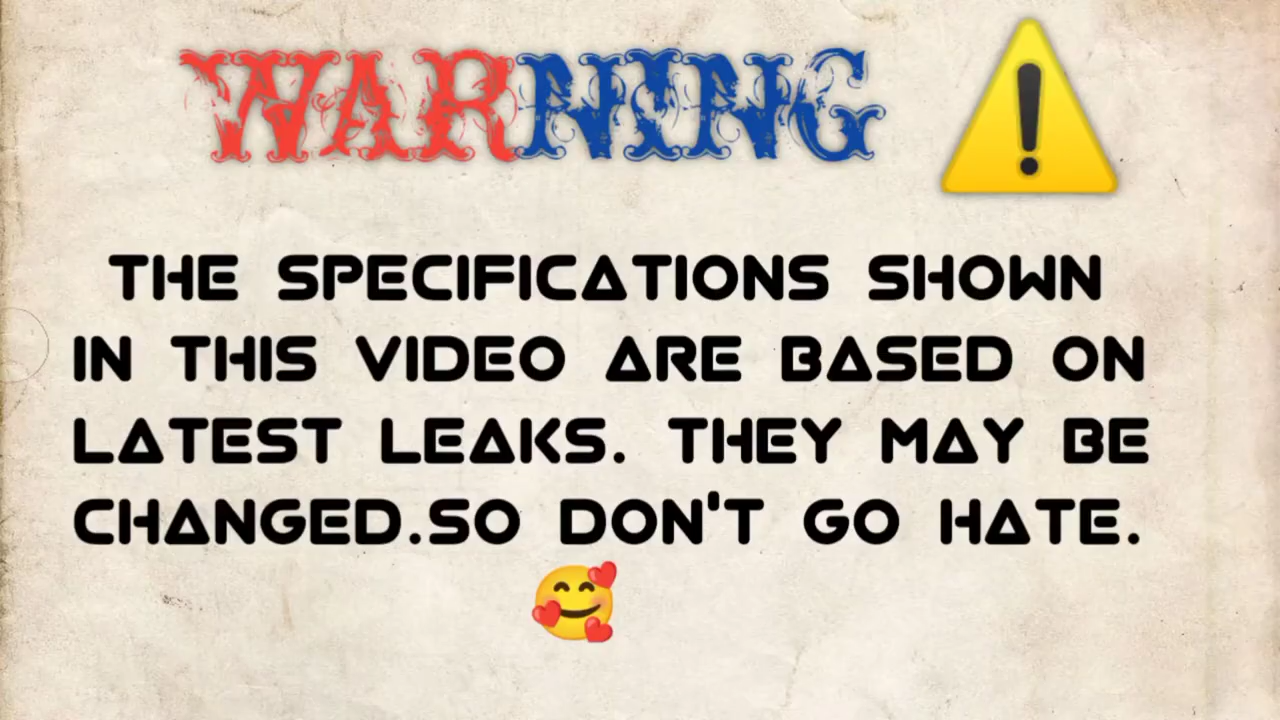 WARNING ⚠️
THE SPECIFICATIONS SHOWN
IN THIS VIDEO ARE BASED ON
LATEST LEAKS. THEY MAY BE
CHANGED.SO DON'T GO HATE.
🥰